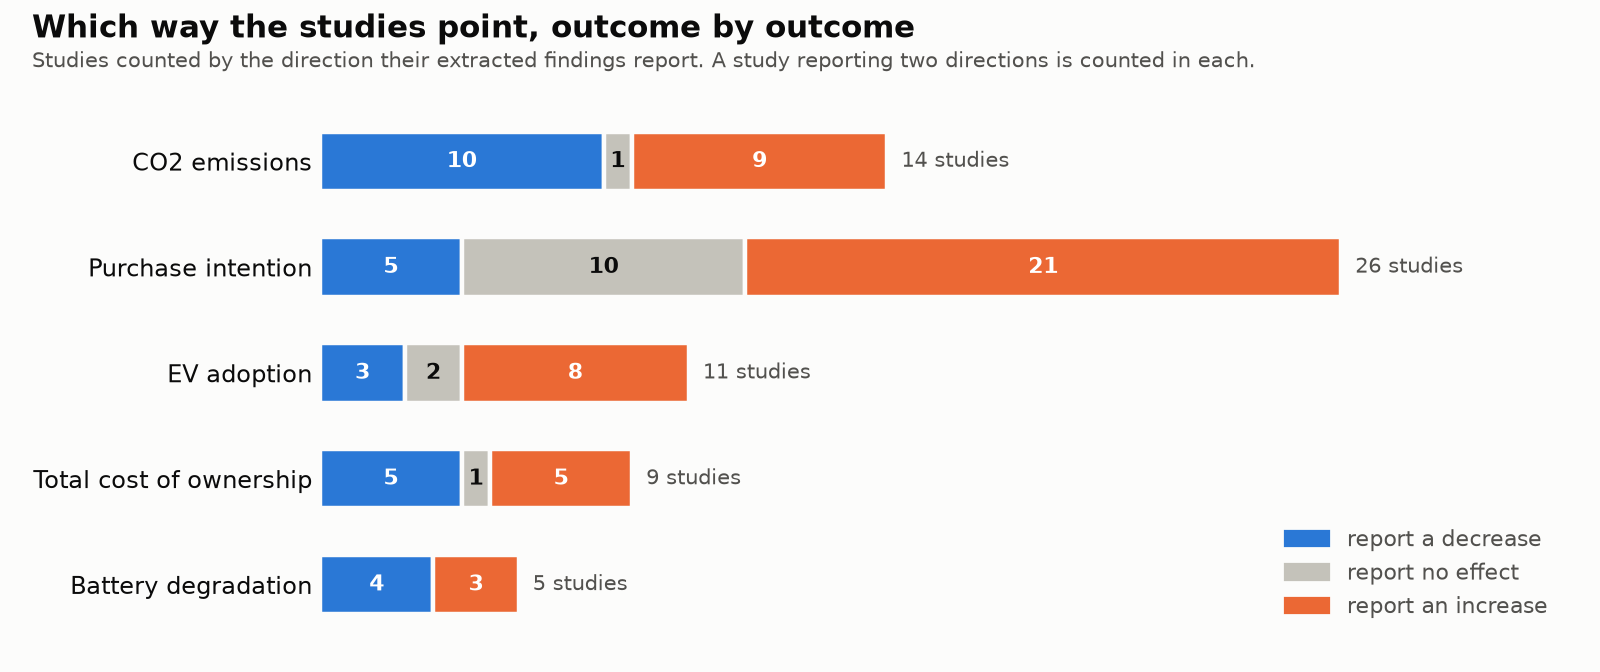 Which way the studies point, outcome by outcome
Studies counted by the direction their extracted findings report. A study reporting two directions is counted in each.
CO2 emissions 10 1 9 14 studies
Purchase intention 5 10 21 26 studies
EV adoption 3 2 8 11 studies
Total cost of ownership 5 1 5 9 studies
Battery degradation 4 3 5 studies
report a decrease
report no effect
report an increase